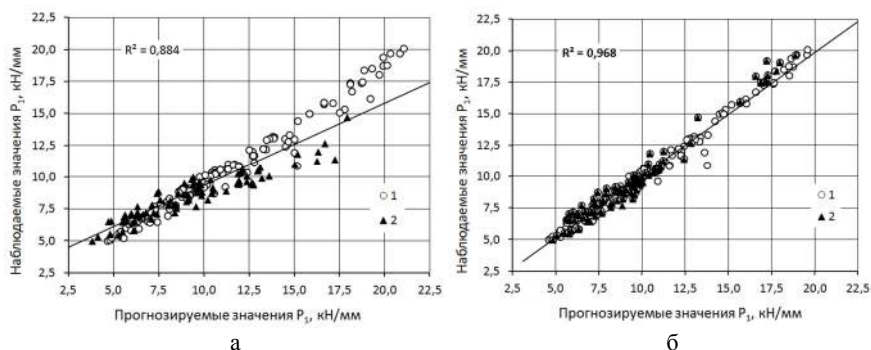 22,5
20,0
17,5
15,0
12,5
10,0
7,5
5,0
2,5
Наблюдаемые значения P₁, кН/мм
R² = 0,884
1
2
2,5 5,0 7,5 10,0 12,5 15,0 17,5 20,0 22,5
Прогнозируемые значения P₁, кН/мм
а
22,5
20,0
17,5
15,0
12,5
10,0
7,5
5,0
2,5
Наблюдаемые значения P₁, кН/мм
R² = 0,968
1
2
2,5 5,0 7,5 10,0 12,5 15,0 17,5 20,0 22,5
Прогнозируемые значения P₁, кН/мм
б